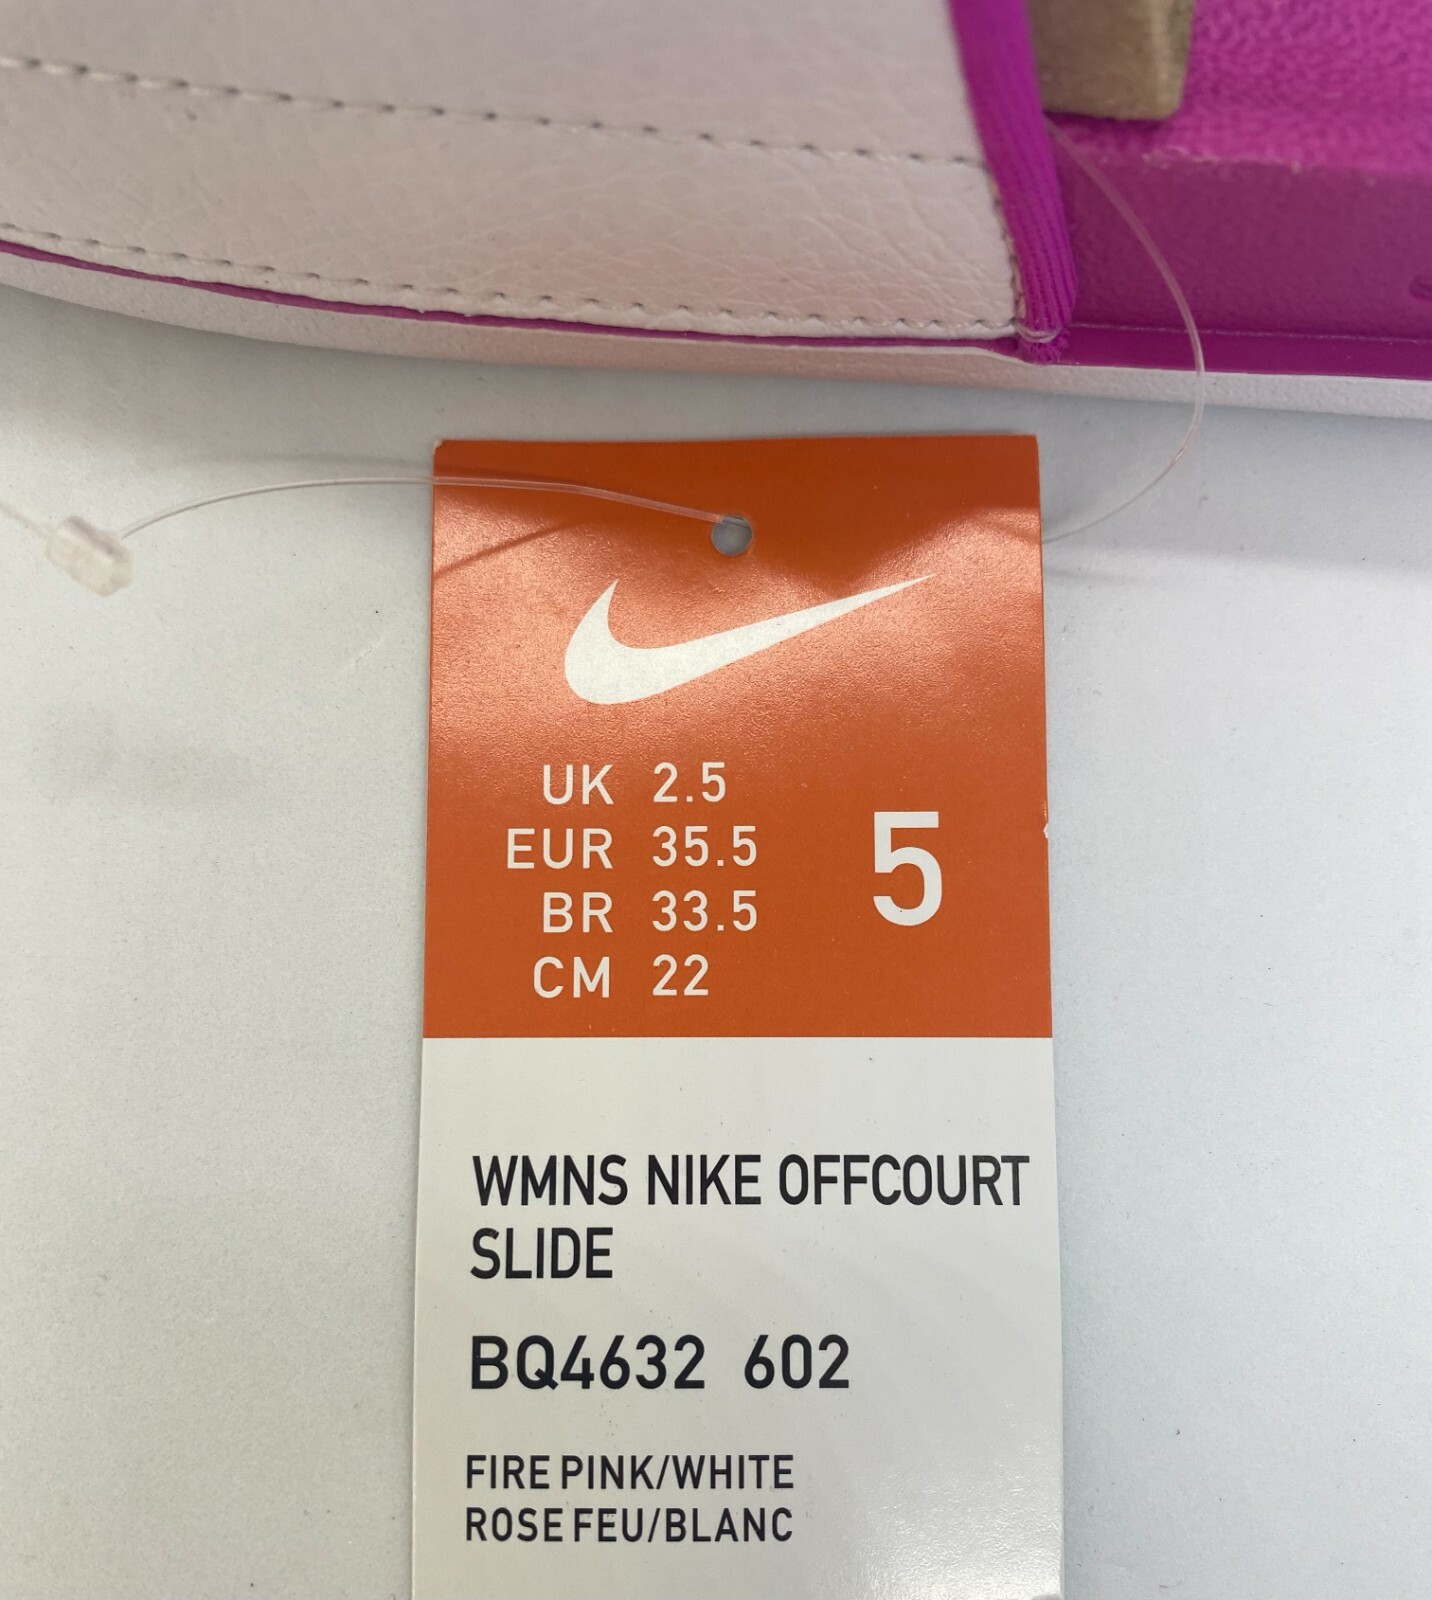 UK 2.5
EUR 35.5
BR 33.5
CM 22
5
WMNS NIKE OFFCOURT
SLIDE
BQ4632 602
FIRE PINK/WHITE
ROSE FEU/BLANC